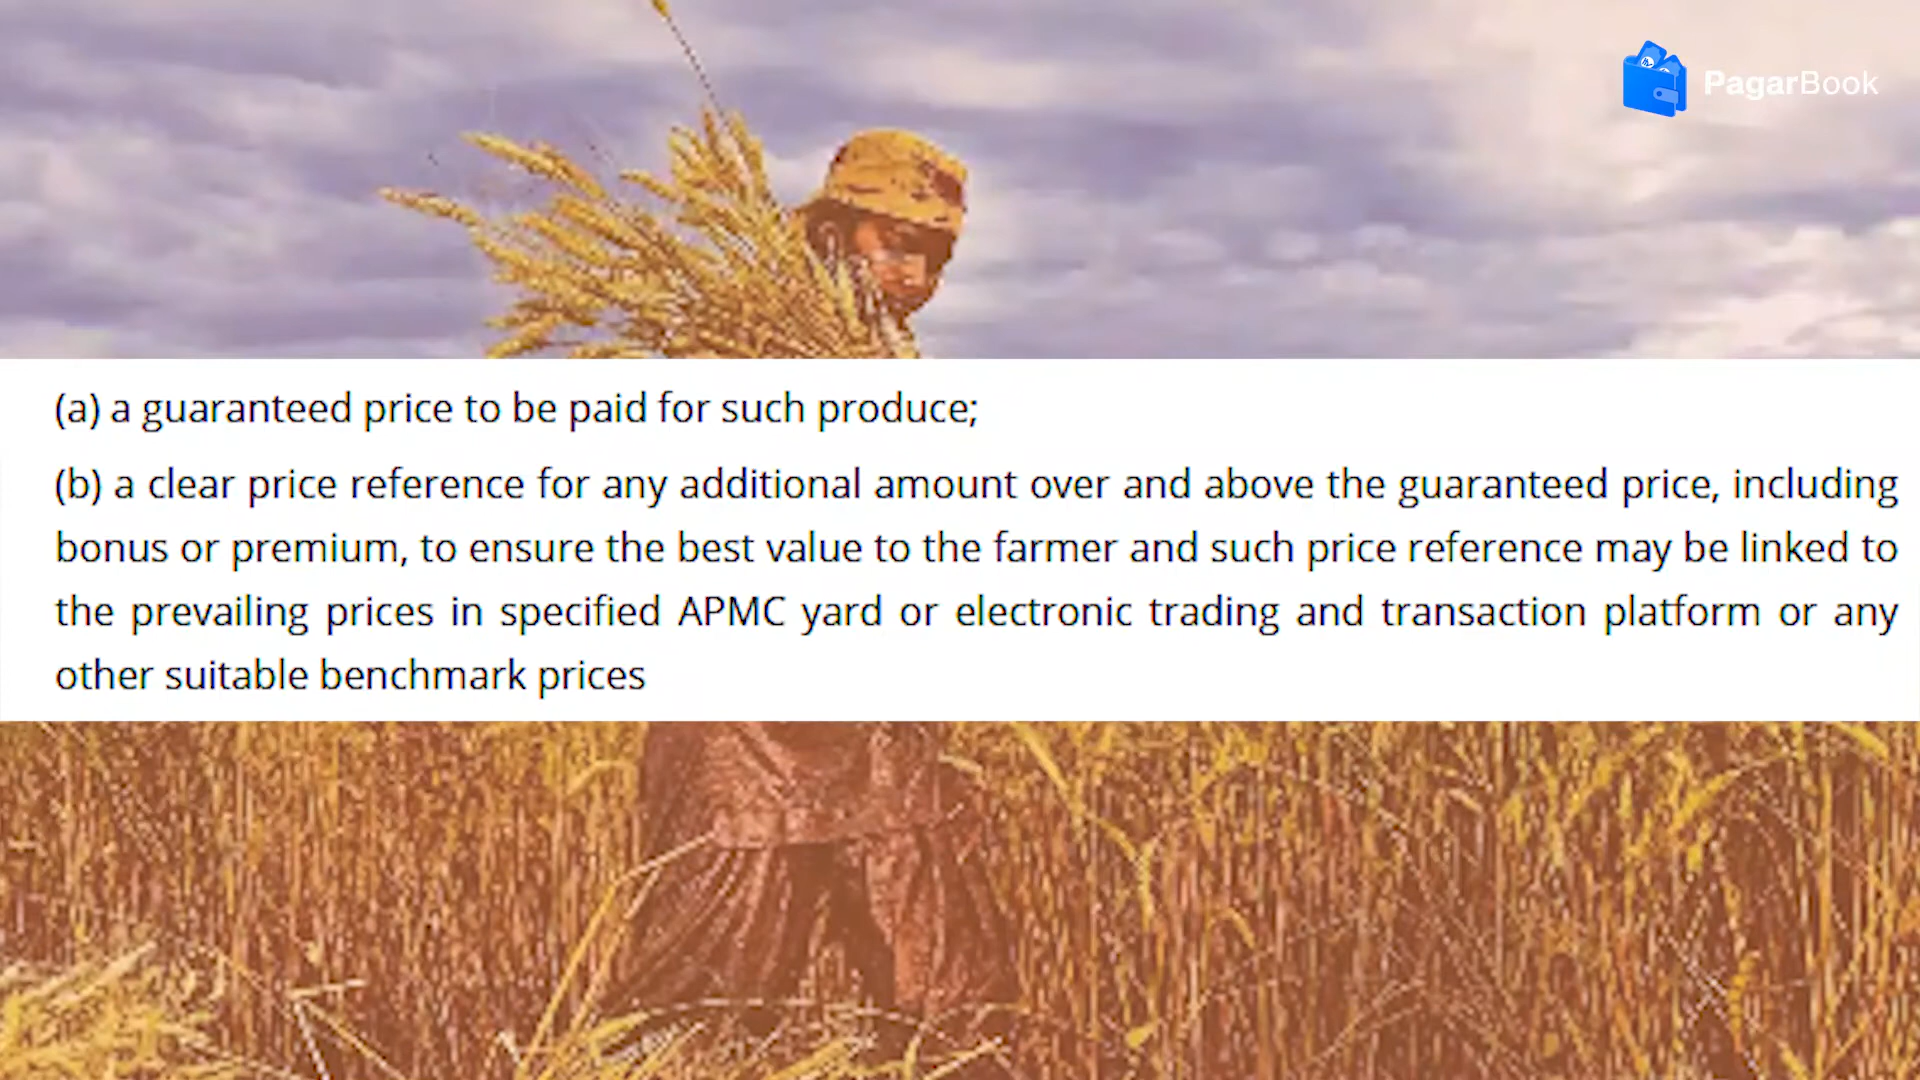 PagarBook
(a) a guaranteed price to be paid for such produce;
(b) a clear price reference for any additional amount over and above the guaranteed price, including
bonus or premium, to ensure the best value to the farmer and such price reference may be linked to
the prevailing prices in specified APMC yard or electronic trading and transaction platform or any
other suitable benchmark prices